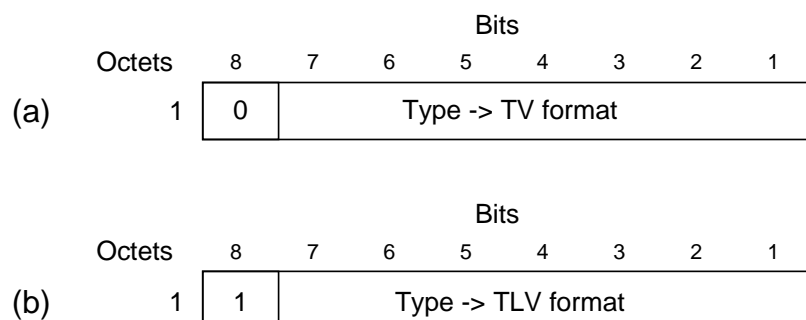 Bits
Octets 8 7 6 5 4 3 2 1
(a) 1 0 Type -> TV format
Bits
Octets 8 7 6 5 4 3 2 1
(b) 1 1 Type -> TLV format